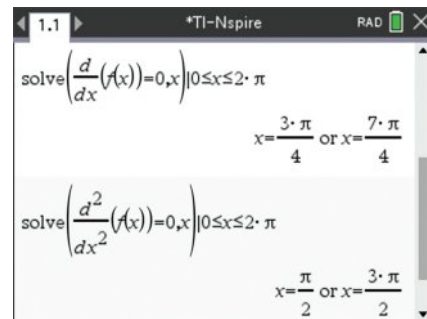 1.1 *TI-Nspire RAD
solve(d/dx(f(x))=0,x)|0≤x≤2·π
x=3·π/4 or x=7·π/4
solve(d²/dx²(f(x))=0,x)|0≤x≤2·π
x=π/2 or x=3·π/2